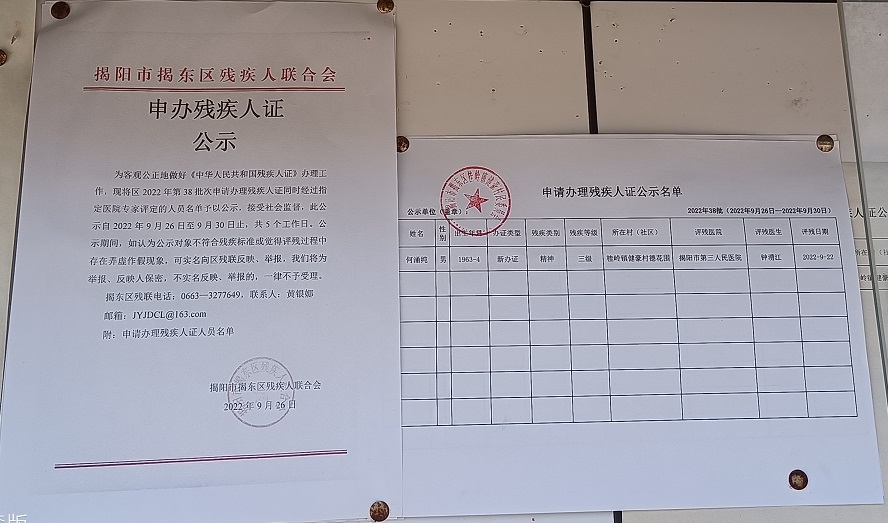 揭阳市揭东区残疾人联合会
申办残疾人证
公示
为客观公正地做好《中华人民共和国残疾人证》办理工
作，现将区 2022 年第 38 批次申请办理残疾人证同时经过指
定医院专家评定的人员名单予以公示，接受社会监督，此公
示自 2022 年 9 月 26 日至 9 月 30 日止，共 5 个工作日。公
示期间，如认为公示对象不符合残疾标准或觉得评残过程中
存在弄虚作假现象，可实名向区残联反映、举报，我们将为
举报、反映人保密，不实名反映、举报的，一律不予受理。
揭东区残联电话：0663—3277649，联系人：黄银娜
邮箱：JYJDCL@163.com
附：申请办理残疾人证人员名单
揭阳市揭东区残疾人联合会
2022 年 9 月 26 日
申请办理残疾人证公示名单
公示单位（盖章）：
2022年38批（2022年9月26日—2022年9月30日）
姓名 性别 出生年月 办证类型 残疾类别 残疾等级 所在村（社区） 评残医院 评残医生 评残日期
男 1963-4 新办证 精神 三级 桂岭镇健豪村德花围 揭阳市第三人民医院 2022-9-22